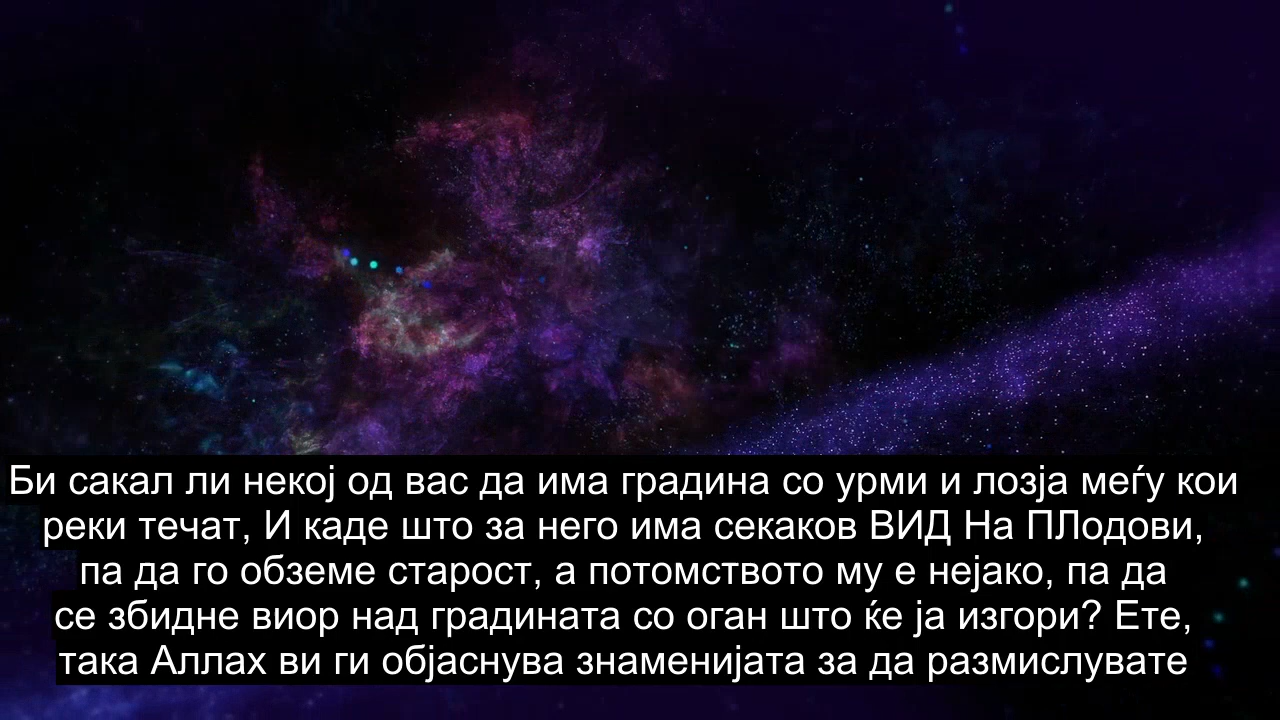 Би сакал ли некој од вас да има градина со урми и лозја меѓу кои
реки течат, И каде што за него има секаков ВИД На ПЛодови,
па да го обземе старост, а потомството му е нејако, па да
се збидне виор над градината со оган што ќе ја изгори? Ете,
така Аллах ви ги објаснува знаменијата за да размислувате